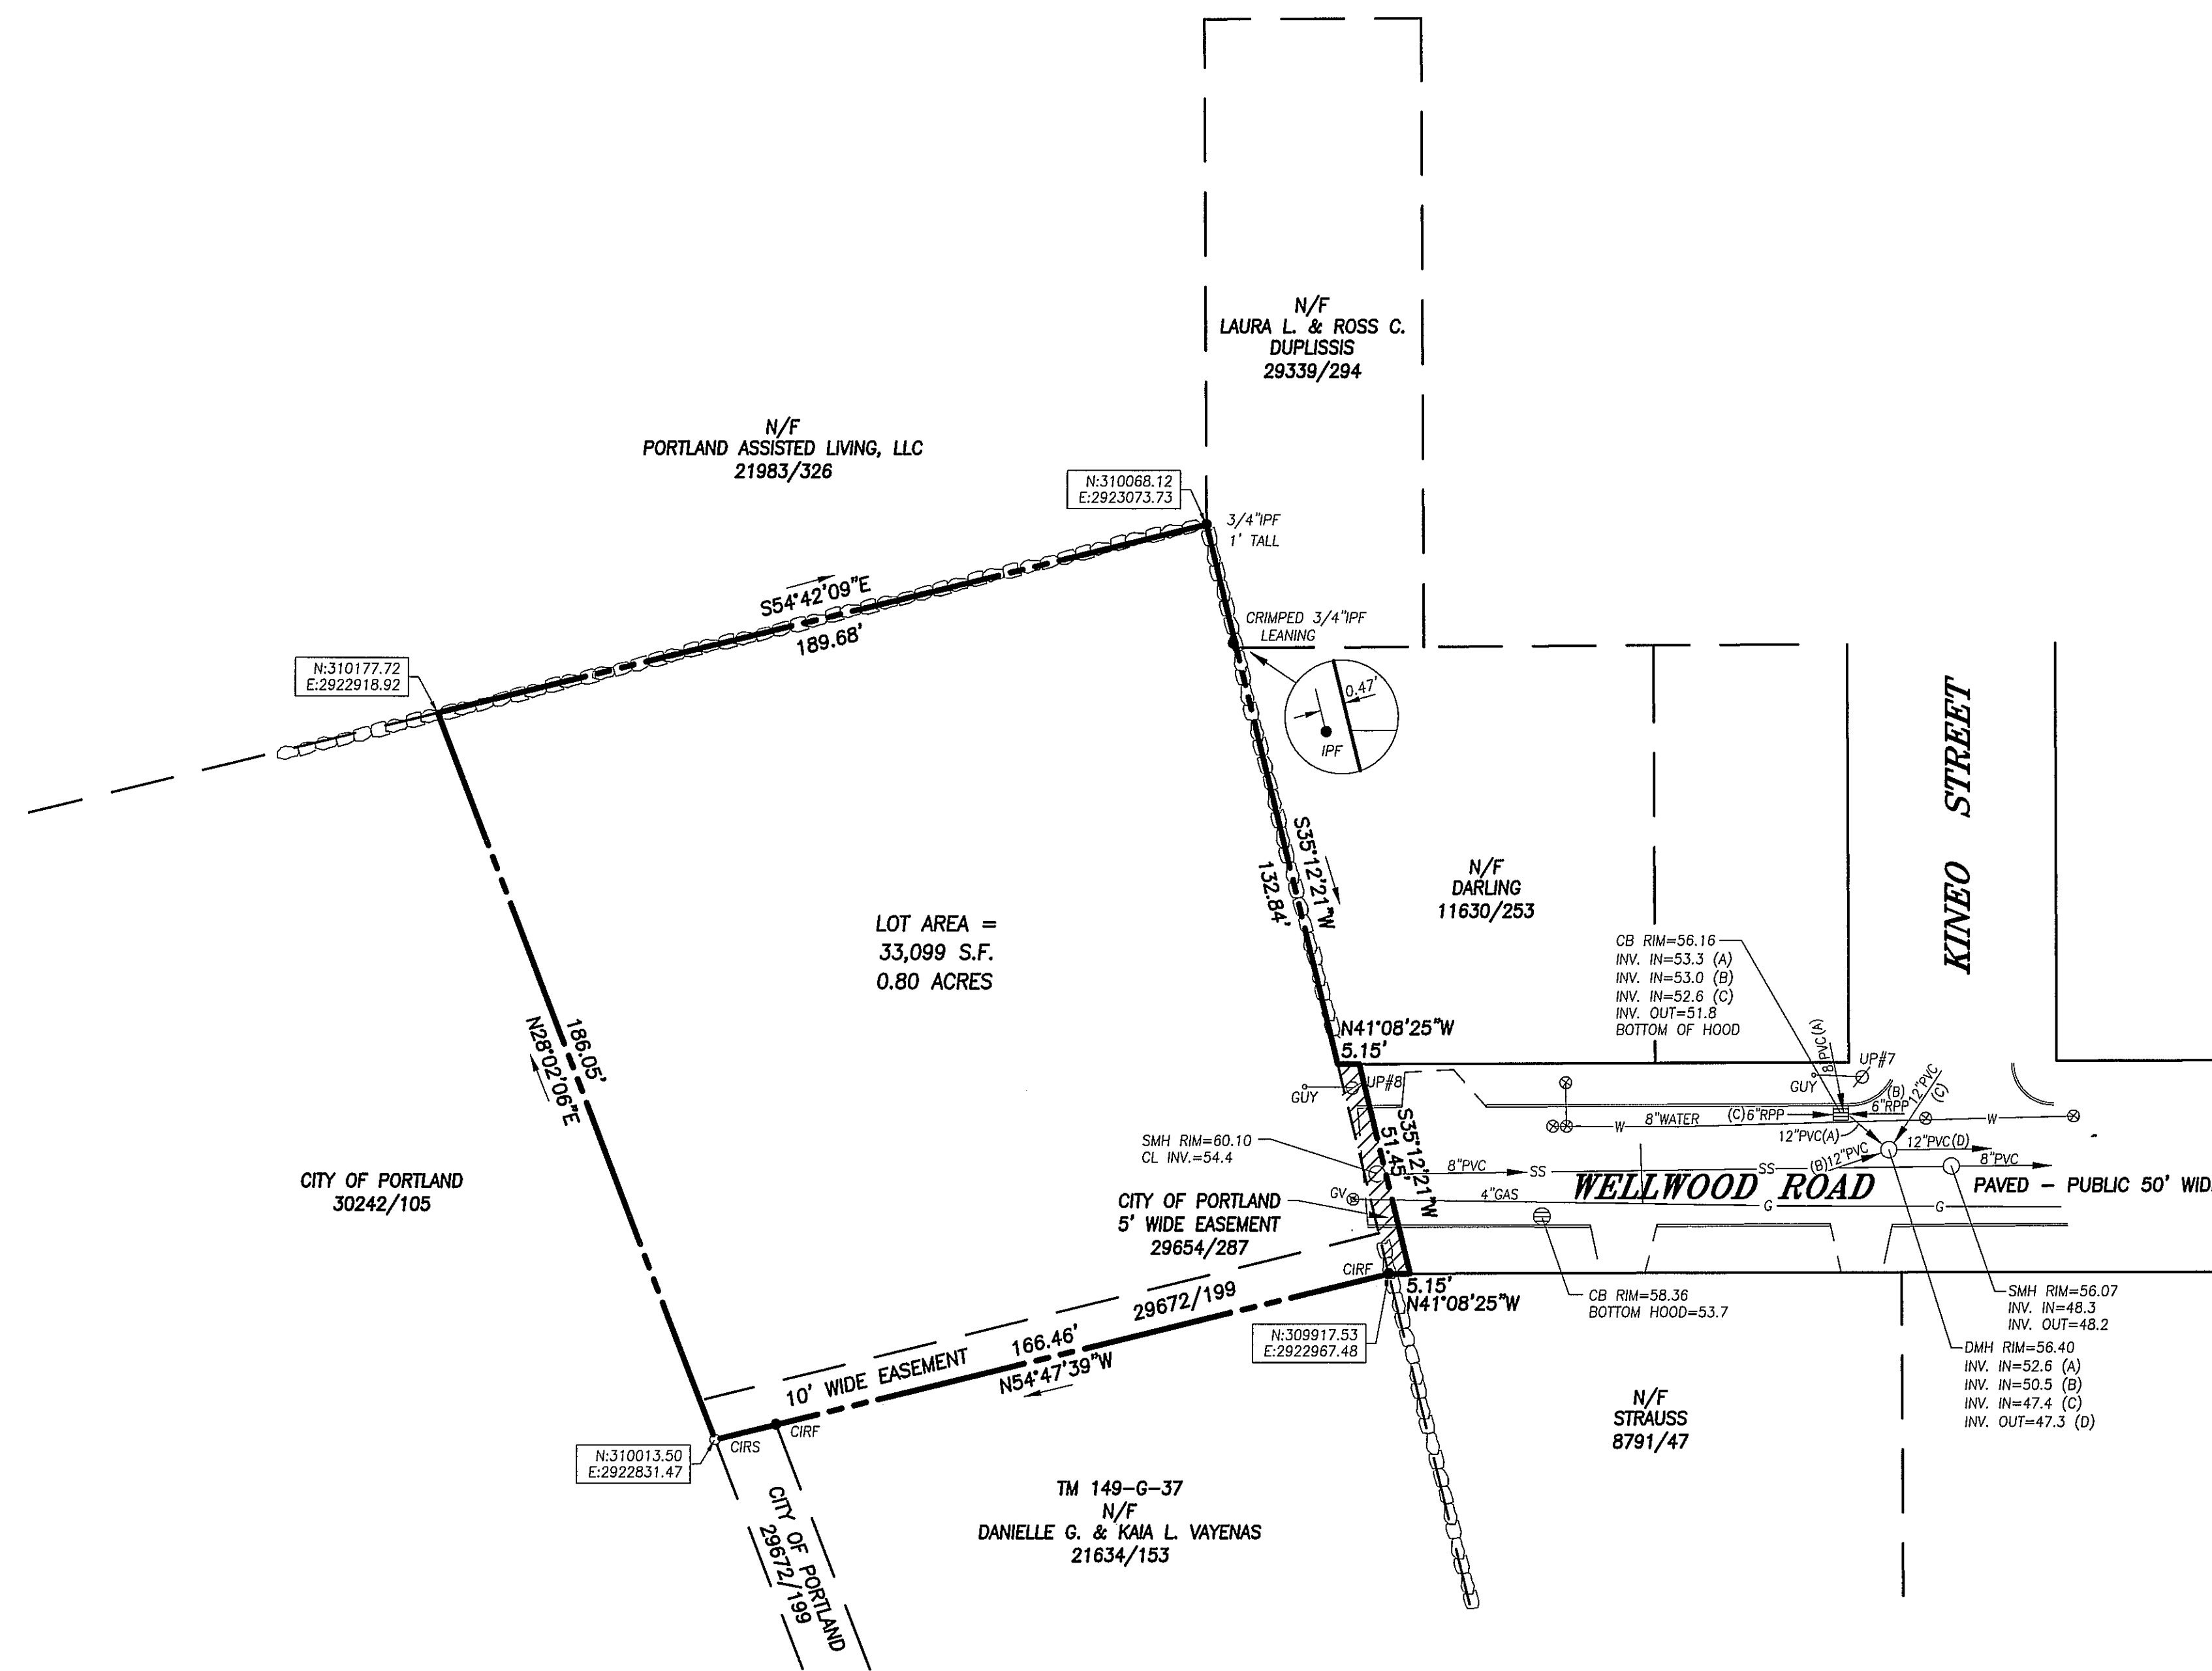 N/F
LAURA L. & ROSS C.
DUPLISSIS
29339/294
N/F
PORTLAND ASSISTED LIVING, LLC
21983/326
N:310068.12
E:2923073.73
3/4"IPF
1' TALL
S54°42'09"E
189.68'
CRIMPED 3/4"IPF
LEANING
N:310177.72
E:2922918.92
0.47'
IPF
KINEO STREET
S35°12'21"W
132.84'
N/F
DARLING
11630/253
LOT AREA =
33,099 S.F.
0.80 ACRES
CB RIM=56.16
INV. IN=53.3 (A)
INV. IN=53.0 (B)
INV. IN=52.6 (C)
INV. OUT=51.8
BOTTOM OF HOOD
186.05'
N28°02'06"E
N41°08'25"W
5.15'
8"PVC(A)
UP#7
GUY
UP#8
GUY
(B)
6"RPP
12"PVC
(C)
(C)6"RPP
W
8"WATER
W
12"PVC(A)
(B)12"PVC
12"PVC(D)
S35°12'21"W
51.45'
SMH RIM=60.10
CL INV.=54.4
8"PVC
SS
SS
8"PVC
CITY OF PORTLAND
30242/105
GV
4"GAS
WELLWOOD ROAD
PAVED - PUBLIC 50' WID
G
G
CITY OF PORTLAND
5' WIDE EASEMENT
29654/287
CIRF
5.15'
N41°08'25"W
CB RIM=58.36
BOTTOM HOOD=53.7
SMH RIM=56.07
INV. IN=48.3
INV. OUT=48.2
29672/199
166.46'
10' WIDE EASEMENT
N54°47'39"W
N:309917.53
E:2922967.48
DMH RIM=56.40
INV. IN=52.6 (A)
INV. IN=50.5 (B)
INV. IN=47.4 (C)
INV. OUT=47.3 (D)
N/F
STRAUSS
8791/47
CIRS
CIRF
N:310013.50
E:2922831.47
CITY OF PORTLAND
29672/199
TM 149-G-37
N/F
DANIELLE G. & KAIA L. VAYENAS
21634/153